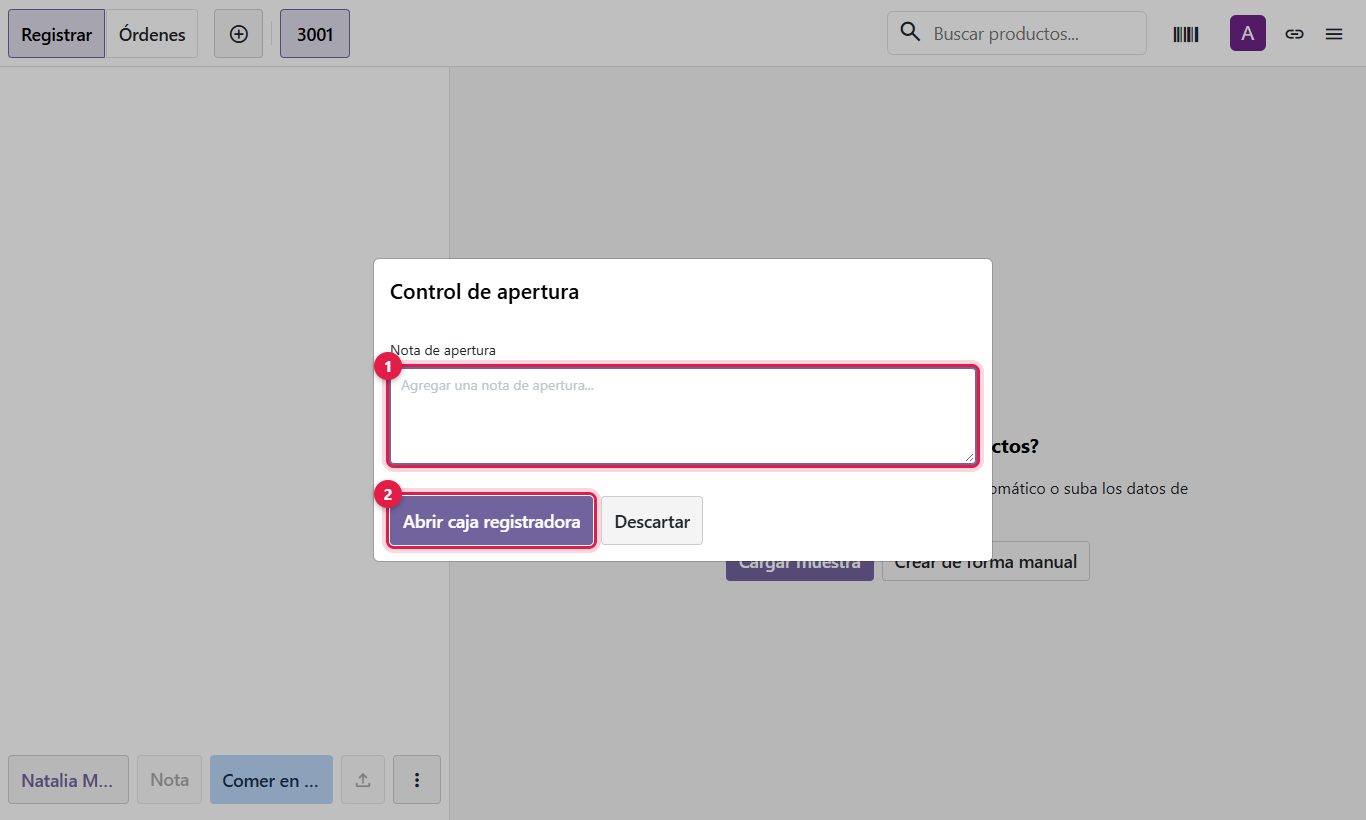 Registrar
Órdenes
3001
Buscar productos...
A
Control de apertura
Nota de apertura
1
Agregar una nota de apertura...
ctos?
omático o suba los datos de
2
Abrir caja registradora
Descartar
Cargar muestra
Crear de forma manual
Natalia M...
Nota
Comer en ...